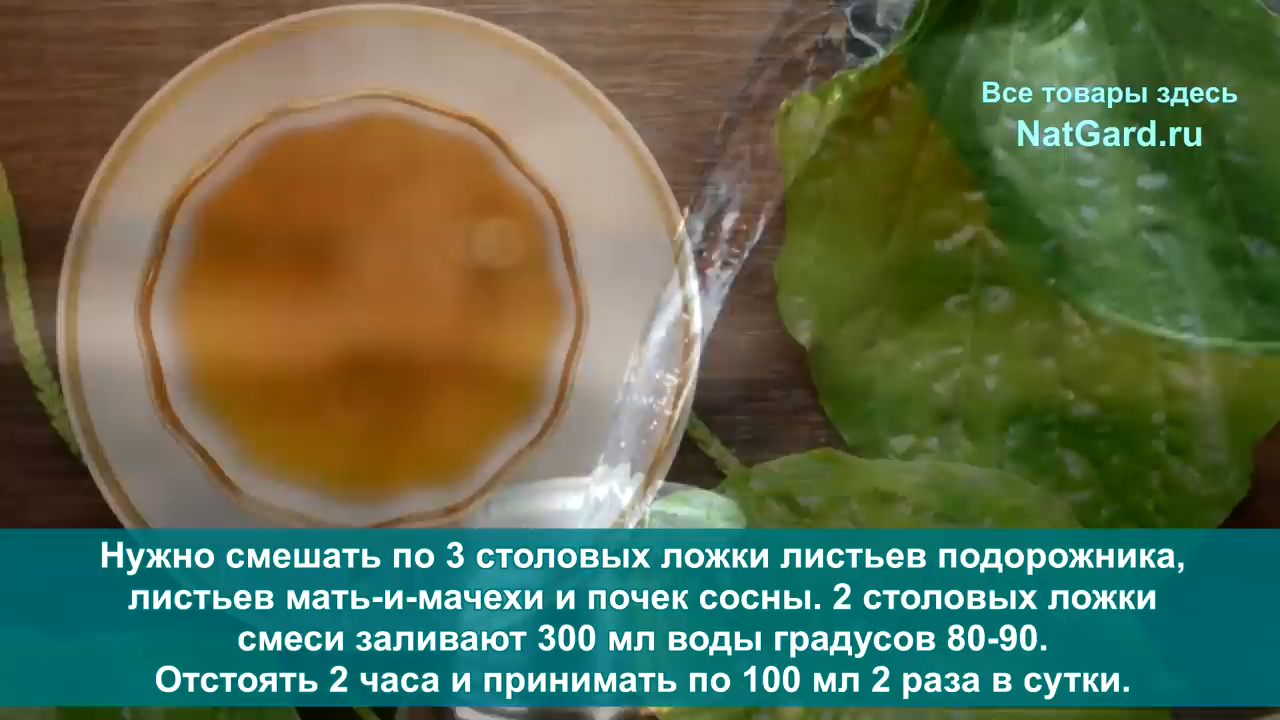 Все товары здесь
NatGard.ru
Нужно смешать по 3 столовых ложки листьев подорожника,
листьев мать-и-мачехи и почек сосны. 2 столовых ложки
смеси заливают 300 мл воды градусов 80-90.
Отстоять 2 часа и принимать по 100 мл 2 раза в сутки.